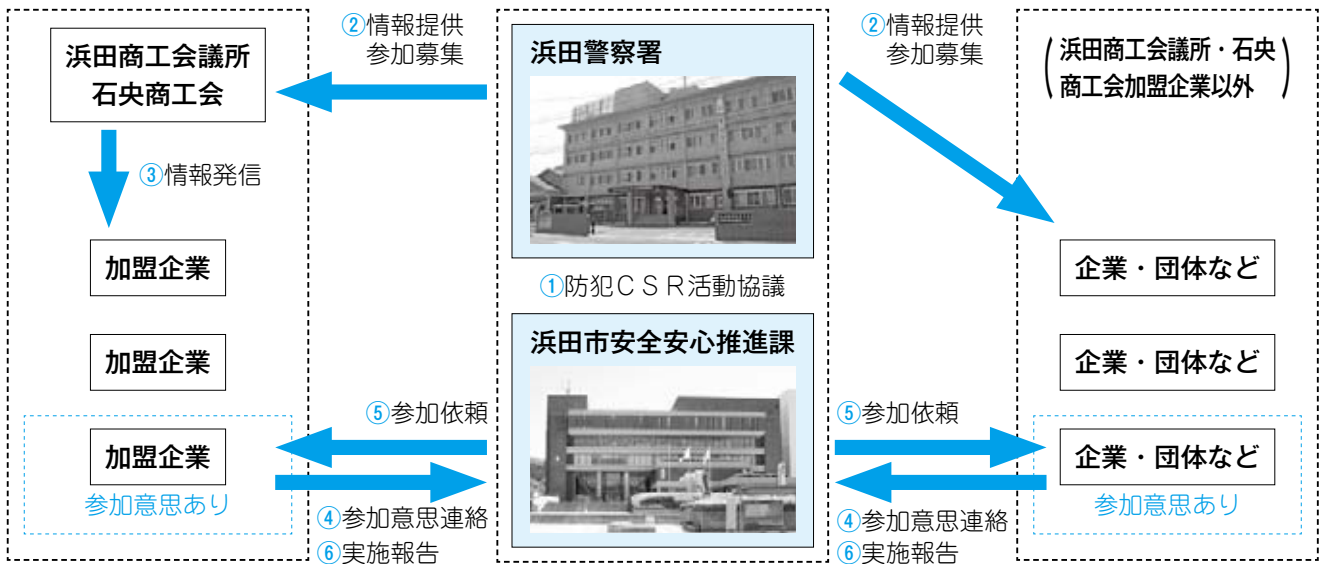 浜田商工会議所
石央商工会
③情報発信
加盟企業
加盟企業
加盟企業
参加意思あり
②情報提供
参加募集
⑤参加依頼
④参加意思連絡
⑥実施報告
浜田警察署
①防犯ＣＳＲ活動協議
浜田市安全安心推進課
②情報提供
参加募集
⑤参加依頼
④参加意思連絡
⑥実施報告
(浜田商工会議所・石央
商工会加盟企業以外)
企業・団体など
企業・団体など
企業・団体など
参加意思あり